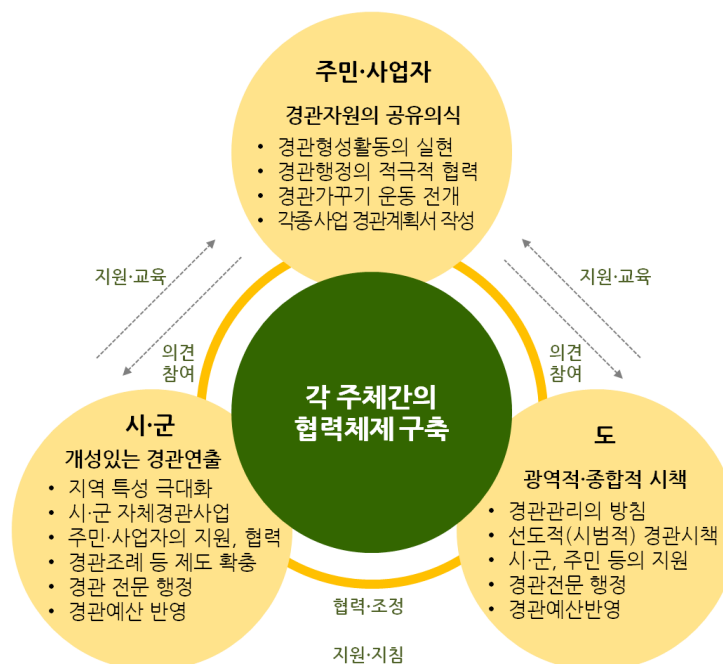 주민·사업자
경관자원의 공유의식
• 경관형성활동의 실현
• 경관행정의 적극적 협력
• 경관가꾸기 운동 전개
• 각종 사업 경관계획서 작성
지원·교육
지원·교육
의견
참여
의견
참여
각 주체간의
협력체제 구축
시·군
개성있는 경관연출
• 지역 특성 극대화
• 시·군 자체경관사업
• 주민·사업자의 지원, 협력
• 경관조례 등 제도 확충
• 경관 전문 행정
• 경관예산 반영
도
광역적·종합적 시책
• 경관관리의 방침
• 선도적(시범적) 경관시책
• 시·군, 주민 등의 지원
• 경관전문 행정
• 경관예산반영
협력·조정
지원·지침